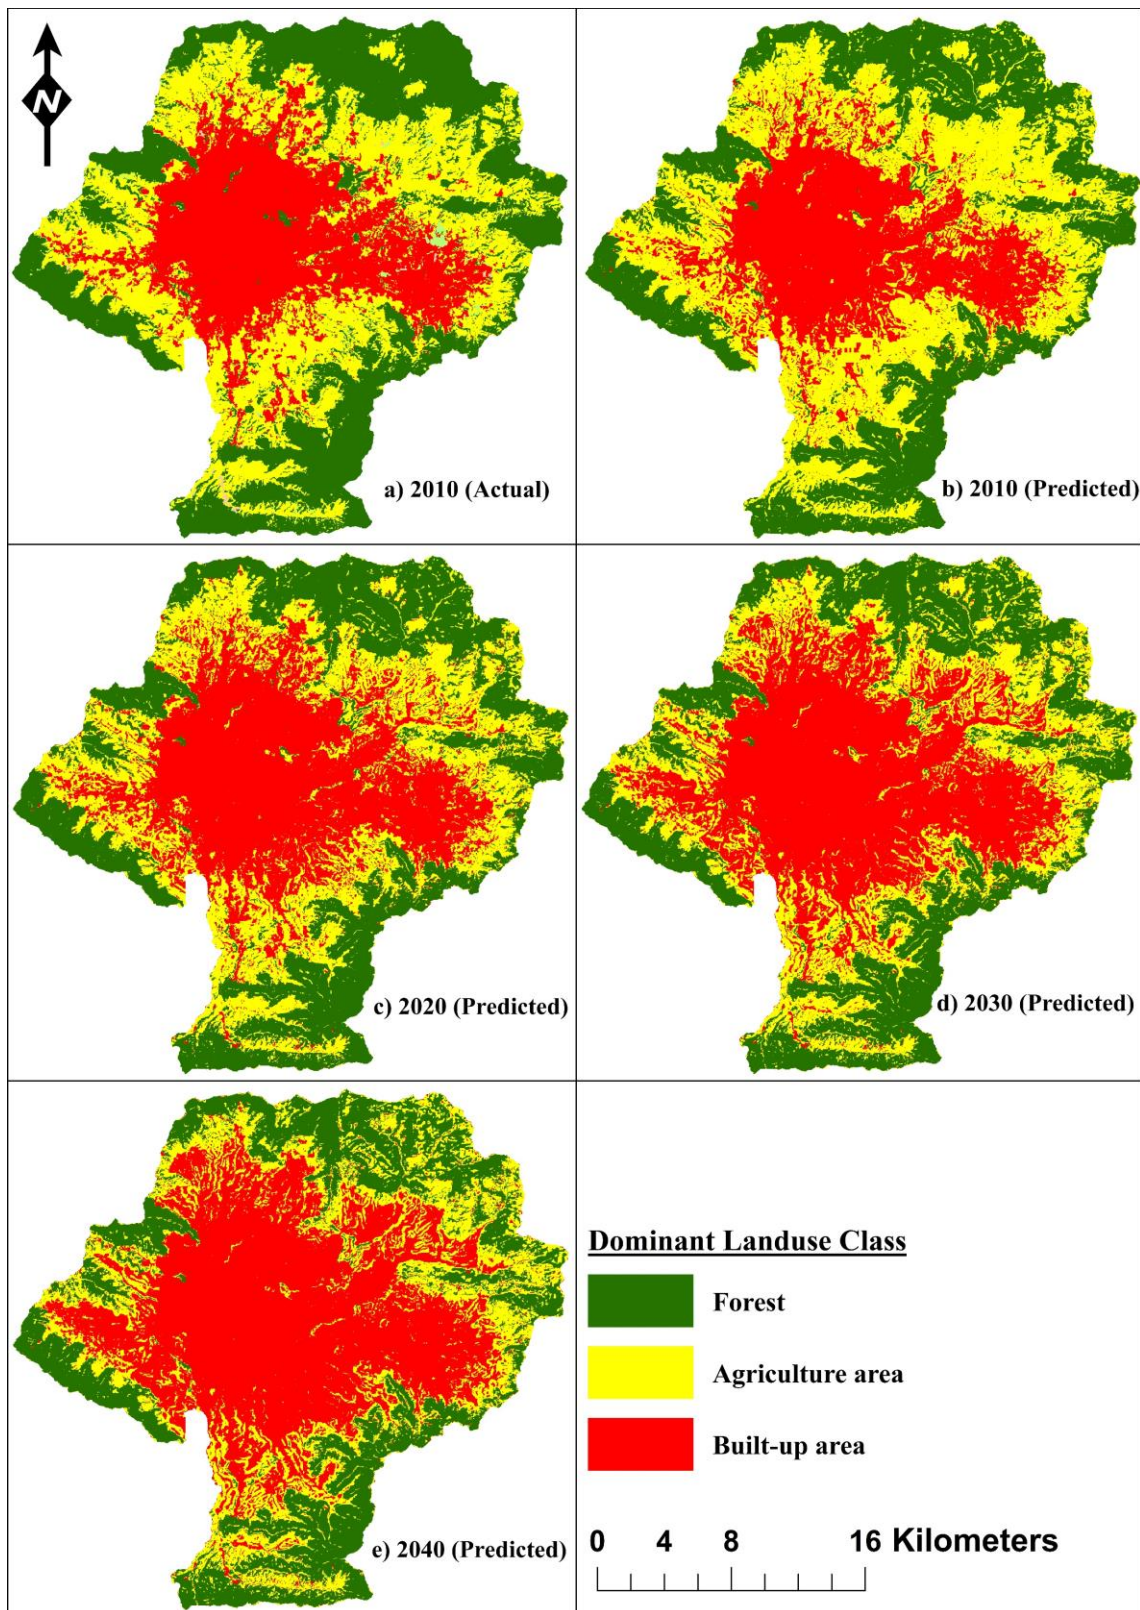 N
a) 2010 (Actual)
b) 2010 (Predicted)
c) 2020 (Predicted)
d) 2030 (Predicted)
e) 2040 (Predicted)
Dominant Landuse Class
Forest
Agriculture area
Built-up area
0 4 8 16 Kilometers